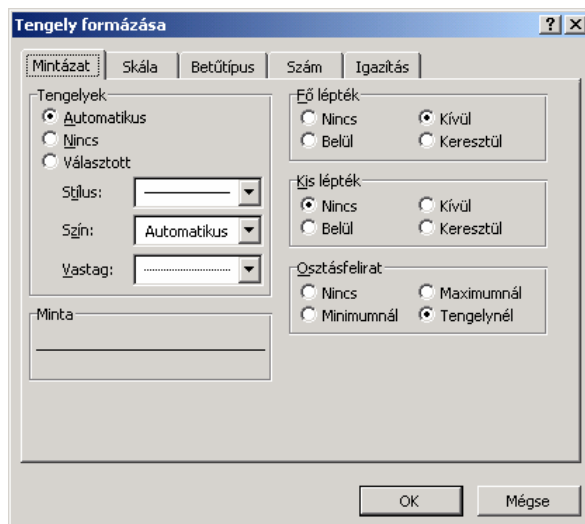 Tengely formázása
Mintázat Skála Betűtípus Szám Igazítás
Tengelyek
Automatikus
Nincs
Választott
Stílus:
Szín: Automatikus
Vastag:
Minta
Fő lépték
Nincs Kívül
Belül Keresztül
Kis lépték
Nincs Kívül
Belül Keresztül
Osztásfelirat
Nincs Maximumnál
Minimumnál Tengelynél
OK Mégse